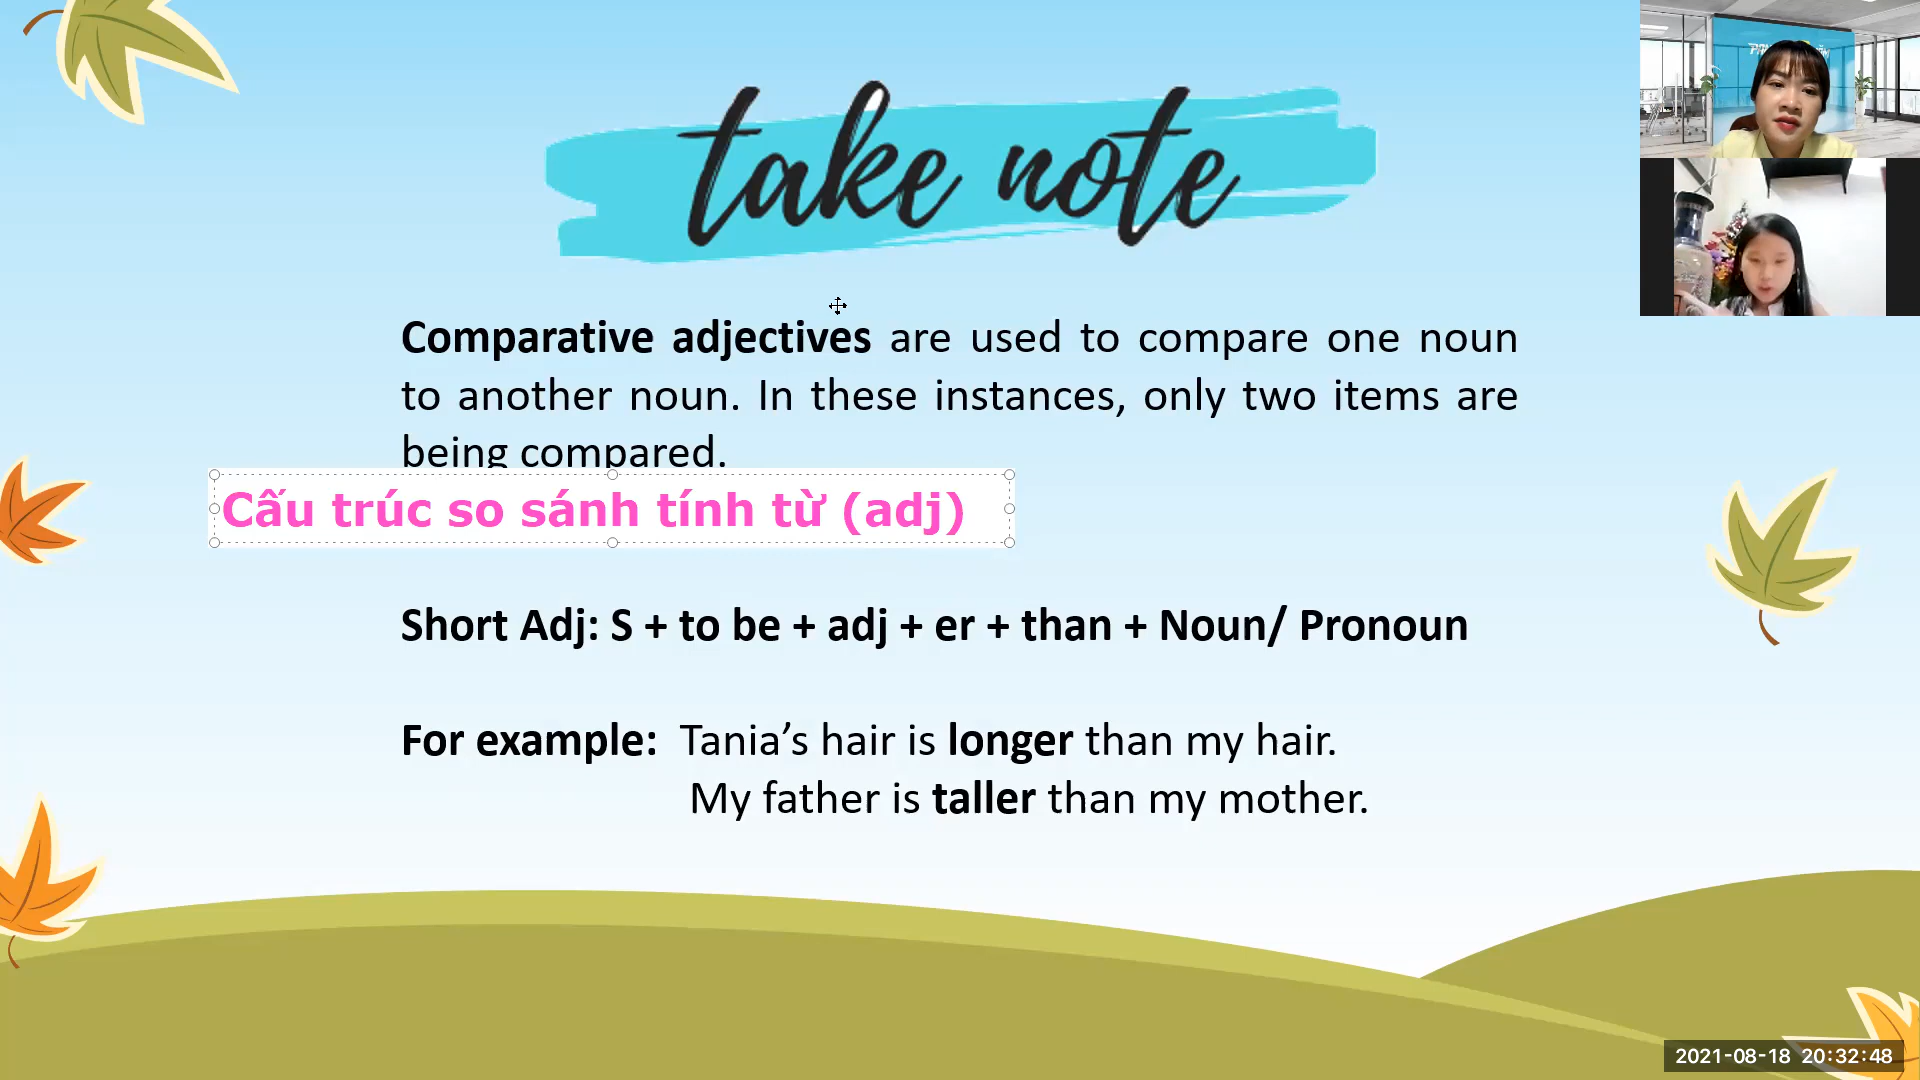 take note
Comparative adjectives are used to compare one noun
to another noun. In these instances, only two items are
being compared.
Cấu trúc so sánh tính từ (adj)
Short Adj: S + to be + adj + er + than + Noun/ Pronoun
For example: Tania’s hair is longer than my hair.
My father is taller than my mother.
2021-08-18 20:32:48